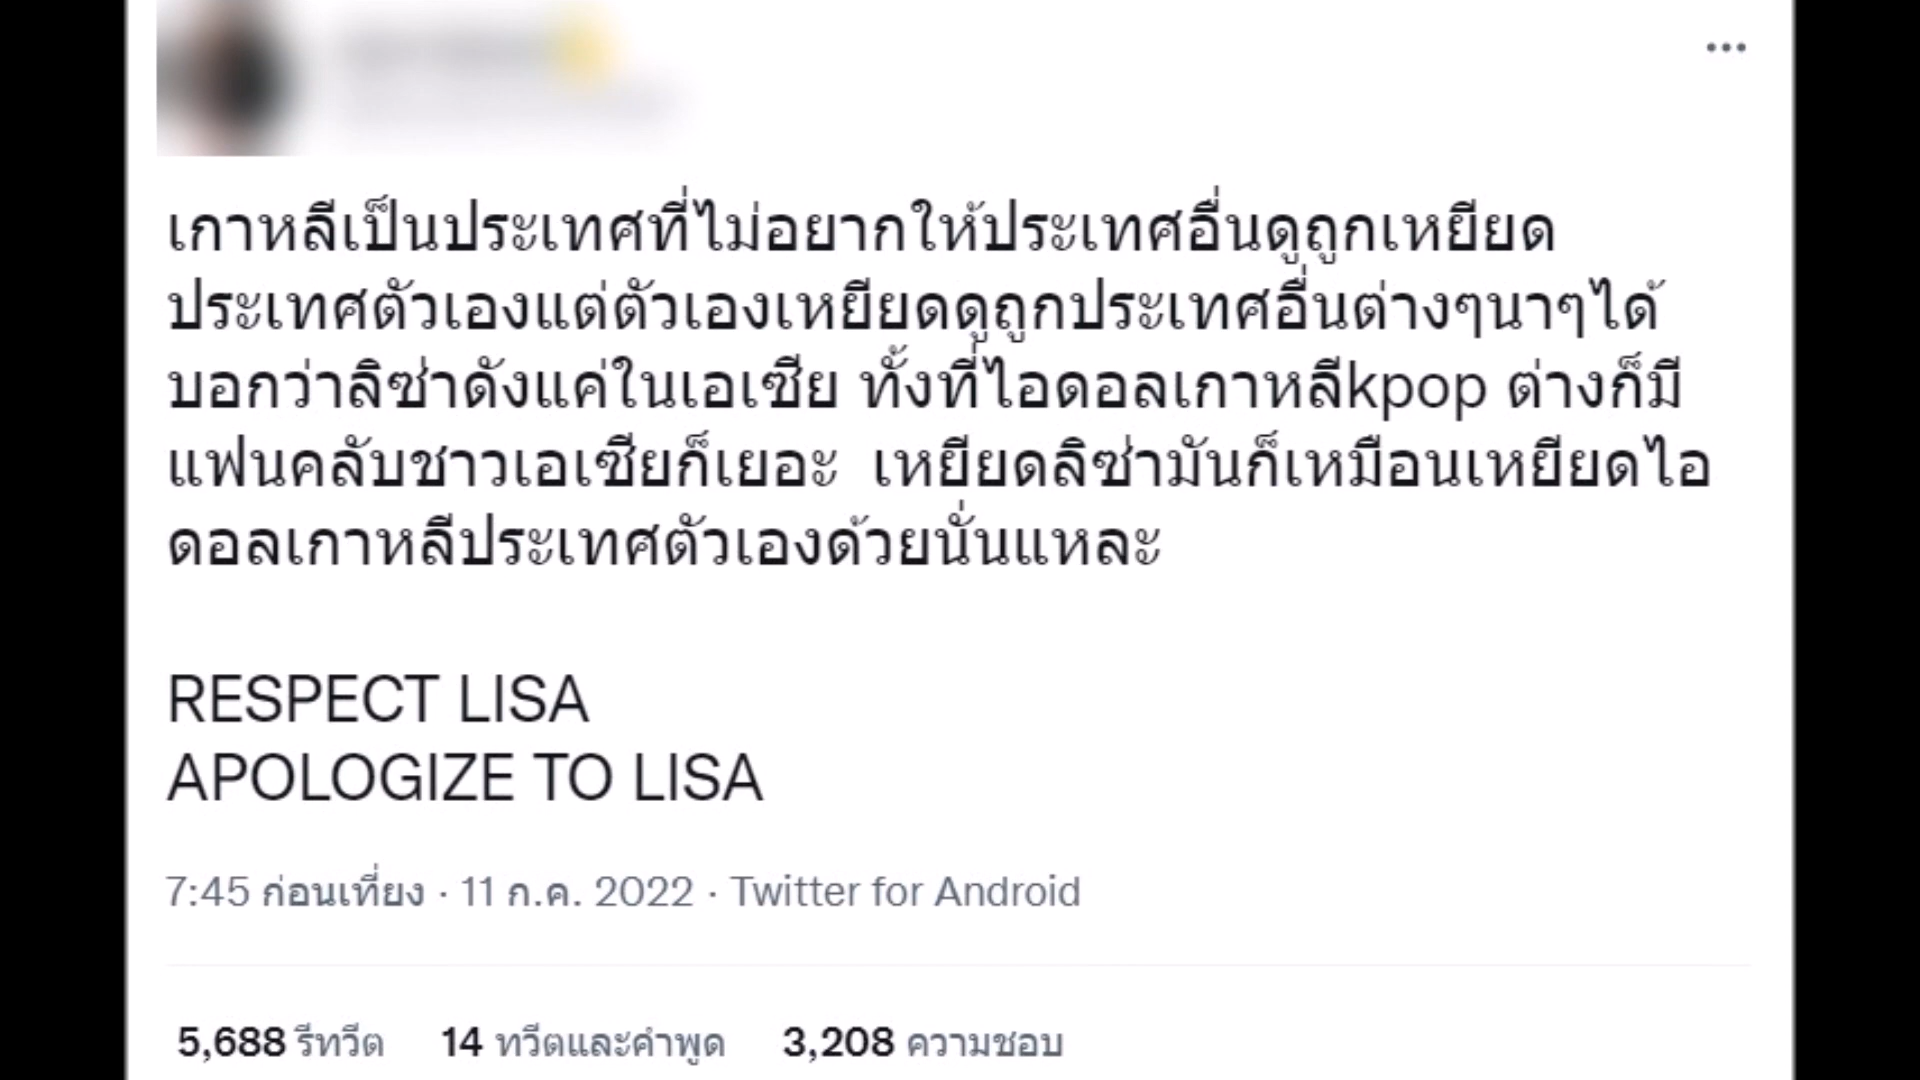 เกาหลีเป็นประเทศที่ไม่อยากให้ประเทศอื่นดูถูกเหยียด
ประเทศตัวเองแต่ตัวเองเหยียดดูถูกประเทศอื่นต่างๆนาๆได้
บอกว่าลิซ่าดังแค่ในเอเซีย ทั้งที่ไอดอลเกาหลีkpop ต่างก็มี
แฟนคลับชาวเอเซียก็เยอะ เหยียดลิซ่ามันก็เหมือนเหยียดไอ
ดอลเกาหลีประเทศตัวเองด้วยนั่นแหละ
RESPECT LISA
APOLOGIZE TO LISA
7:45 ก่อนเที่ยง · 11 ก.ค. 2022 · Twitter for Android
5,688 รีทวีต 14 ทวีตและคำพูด 3,208 ความชอบ